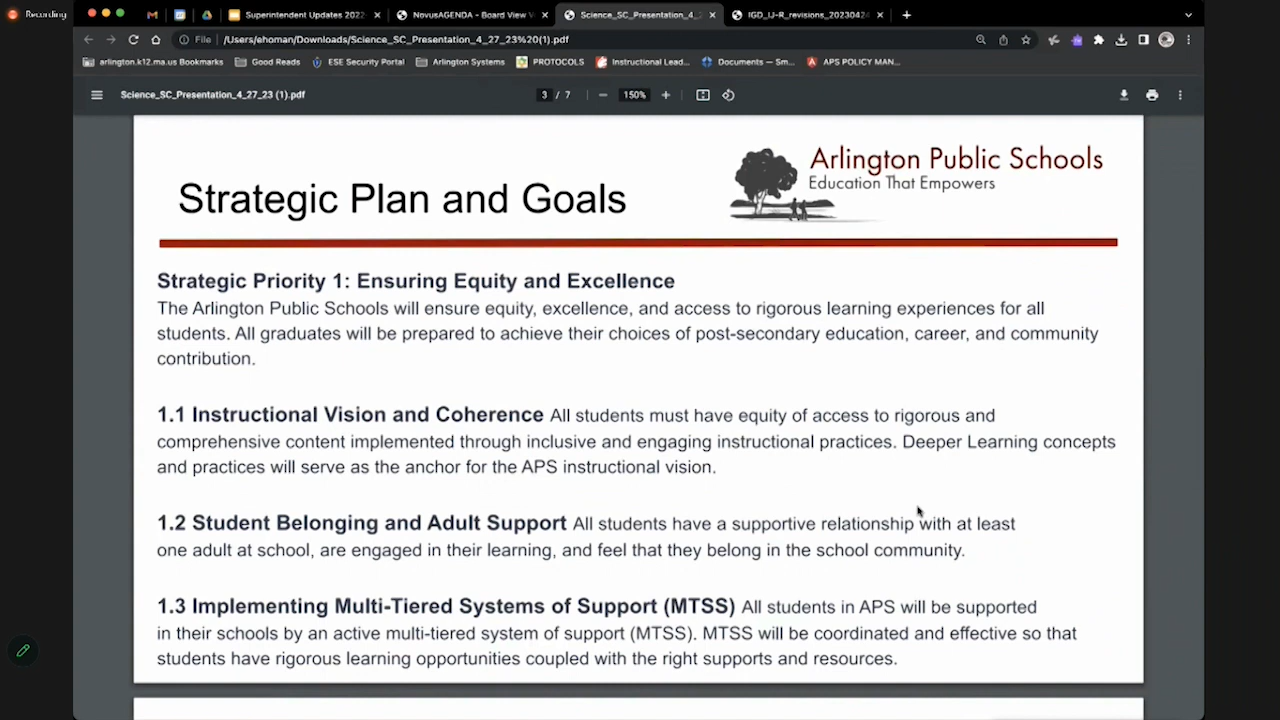 Recording
Superintendent Updates 2022-
NovusAGENDA - Board View
Science_SC_Presentation_4_2
IGD_IJ-R_revisions_20230424
File /Users/ehoman/Downloads/Science_SC_Presentation_4_27_23%20(1).pdf
arlington.k12.ma.us Bookmarks Good Reads ESE Security Portal Arlington Systems PROTOCOLS Instructional Lead... Documents — Sm... APS POLICY MAN...
Science_SC_Presentation_4_27_23 (1).pdf 3 / 7 150%
Arlington Public Schools
Education That Empowers
Strategic Plan and Goals
Strategic Priority 1: Ensuring Equity and Excellence
The Arlington Public Schools will ensure equity, excellence, and access to rigorous learning experiences for all
students. All graduates will be prepared to achieve their choices of post-secondary education, career, and community
contribution.
1.1 Instructional Vision and Coherence All students must have equity of access to rigorous and
comprehensive content implemented through inclusive and engaging instructional practices. Deeper Learning concepts
and practices will serve as the anchor for the APS instructional vision.
1.2 Student Belonging and Adult Support All students have a supportive relationship with at least
one adult at school, are engaged in their learning, and feel that they belong in the school community.
1.3 Implementing Multi-Tiered Systems of Support (MTSS) All students in APS will be supported
in their schools by an active multi-tiered system of support (MTSS). MTSS will be coordinated and effective so that
students have rigorous learning opportunities coupled with the right supports and resources.